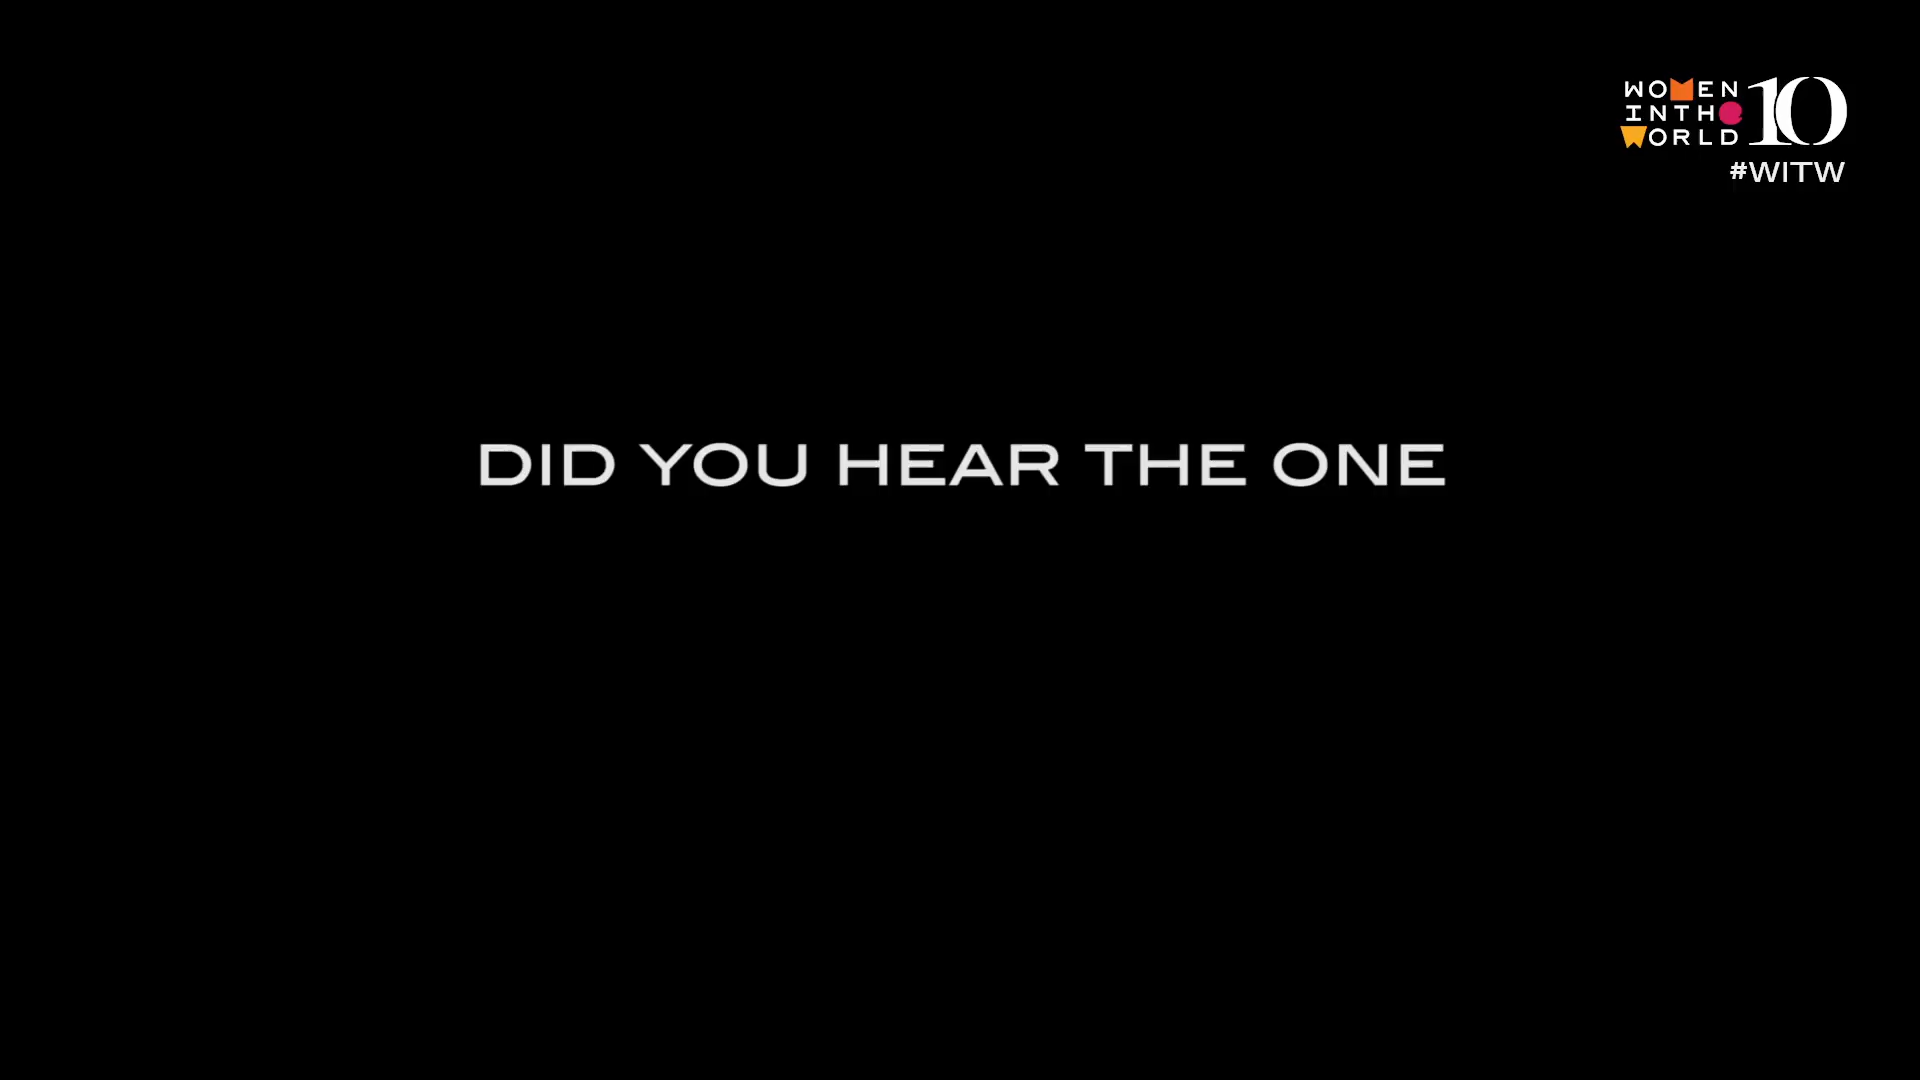 WOMEN
IN THE
WORLD 10
#WITW
DID YOU HEAR THE ONE